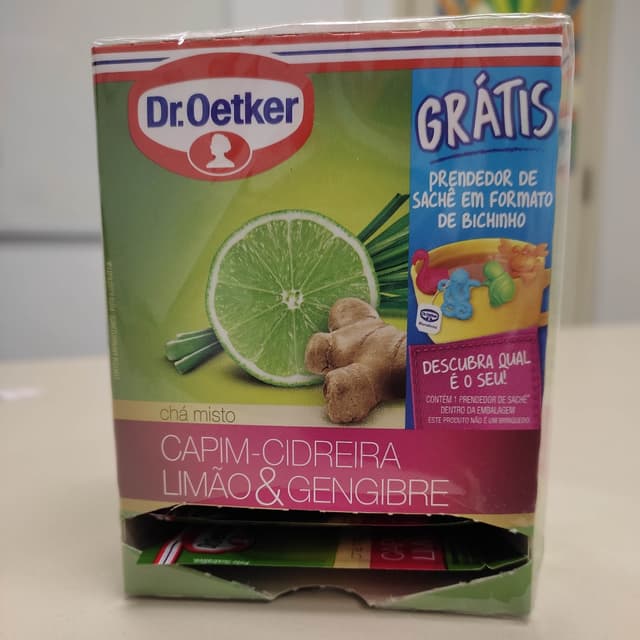 Dr.Oetker
GRÁTIS
PRENDEDOR DE
SACHÊ EM FORMATO
DE BICHINHO
DESCUBRA QUAL
É O SEU!
CONTÉM 1 PRENDEDOR DE SACHÊ
DENTRO DA EMBALAGEM
ESTE PRODUTO NÃO É UM BRINQUEDO!
chá misto
CAPIM-CIDREIRA
LIMÃO & GENGIBRE